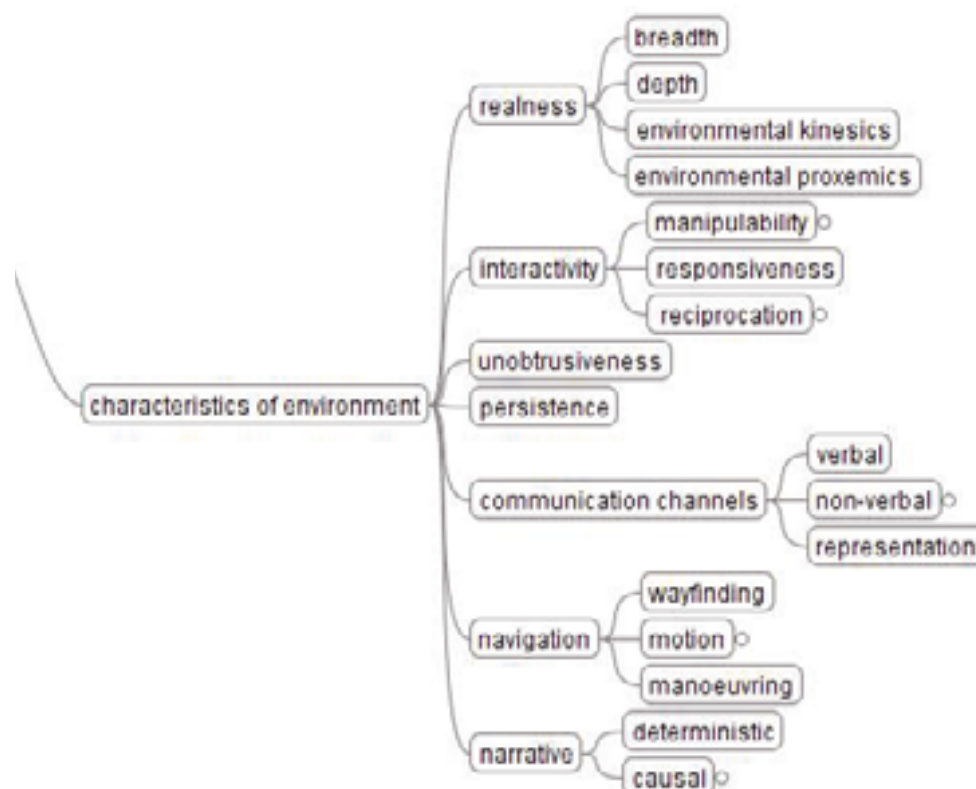 breadth
depth
realness
environmental kinesics
environmental proxemics
manipulability
interactivity
responsiveness
reciprocation
unobtrusiveness
characteristics of environment
persistence
verbal
communication channels
non-verbal
representation
wayfinding
navigation
motion
manoeuvring
deterministic
narrative
causal